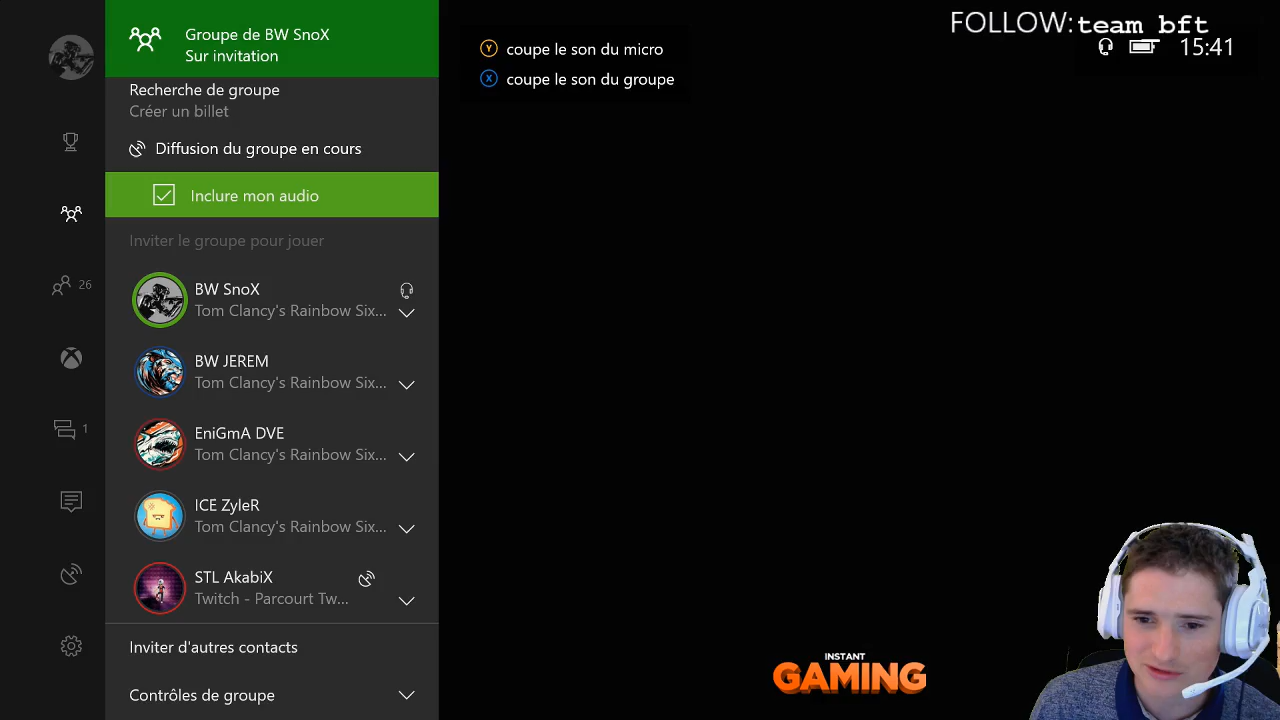 Groupe de BW SnoX
Sur invitation
Recherche de groupe
Créer un billet
Diffusion du groupe en cours
Inclure mon audio
Inviter le groupe pour jouer
BW SnoX
Tom Clancy's Rainbow Six...
BW JEREM
Tom Clancy's Rainbow Six...
EniGmA DVE
Tom Clancy's Rainbow Six...
ICE ZyleR
Tom Clancy's Rainbow Six...
STL AkabiX
Twitch - Parcourt Tw...
Inviter d'autres contacts
Contrôles de groupe
26
1
Y coupe le son du micro
X coupe le son du groupe
FOLLOW:team bft
15:41
INSTANT
GAMING